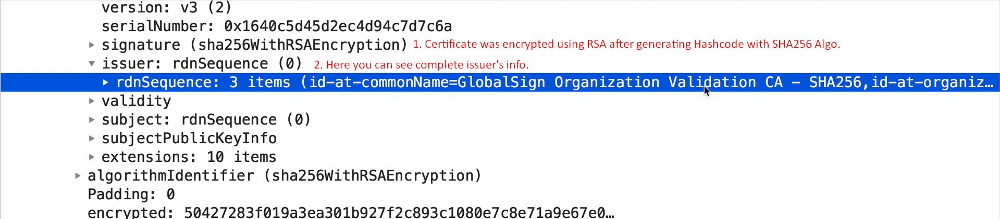 version: v3 (2)
serialNumber: 0x1640c5d45d2ec4d94c7d7c6a
signature (sha256WithRSAEncryption) 1. Certificate was encrypted using RSA after generating Hashcode with SHA256 Algo.
issuer: rdnSequence (0) 2. Here you can see complete issuer's info.
rdnSequence: 3 items (id-at-commonName=GlobalSign Organization Validation CA - SHA256,id-at-organiz…
validity
subject: rdnSequence (0)
subjectPublicKeyInfo
extensions: 10 items
algorithmIdentifier (sha256WithRSAEncryption)
Padding: 0
encrypted: 50427283f019a3ea301b927f2c893c1080e7c8e71a9e67e0…